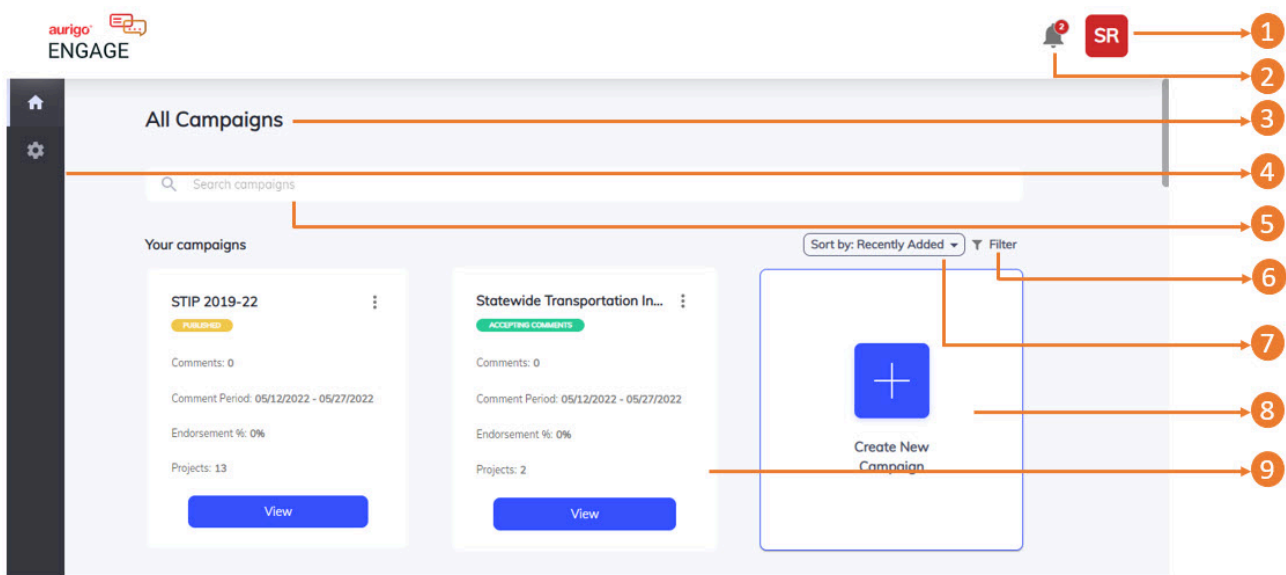 aurigo
ENGAGE
2
SR
1
2
All Campaigns
3
4
Search campaigns
5
Your campaigns
Sort by: Recently Added
Filter
6
7
STIP 2019-22
PUBLISHED
Comments: 0
Comment Period: 05/12/2022 - 05/27/2022
Endorsement %: 0%
Projects: 13
View
Statewide Transportation In...
ACCEPTING COMMENTS
Comments: 0
Comment Period: 05/12/2022 - 05/27/2022
Endorsement %: 0%
Projects: 2
View
Create New
Campaign
8
9